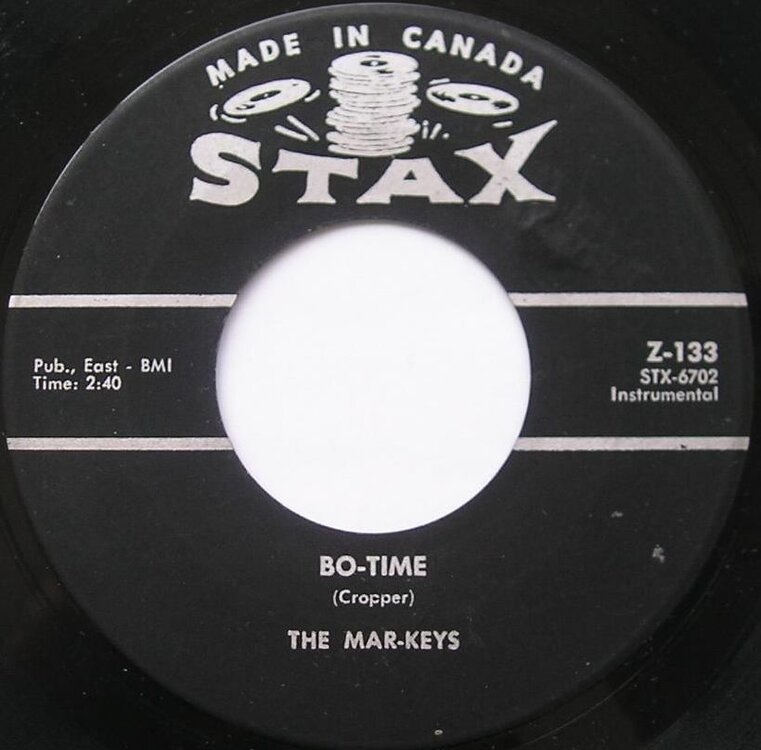 MADE IN CANADA
STAX
Pub., East - BMI
Time: 2:40
Z-133
STX-6702
Instrumental
BO-TIME
(Cropper)
THE MAR-KEYS